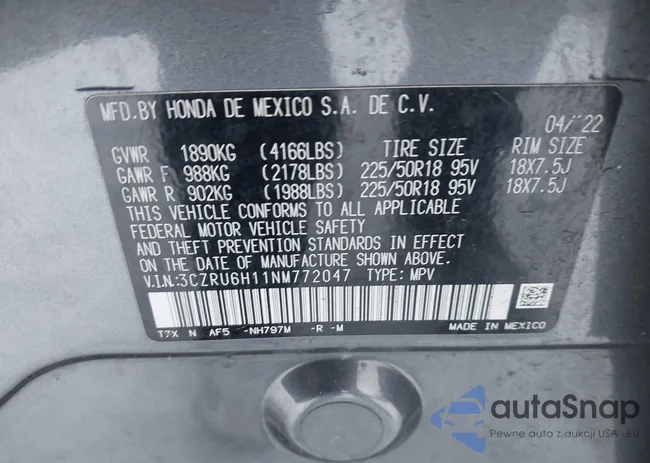 MFD.BY HONDA DE MEXICO S.A. DE C.V.
04/'22
GVWR 1890KG (4166LBS) TIRE SIZE RIM SIZE
GAWR F 988KG (2178LBS) 225/50R18 95V 18X7.5J
GAWR R 902KG (1988LBS) 225/50R18 95V 18X7.5J
THIS VEHICLE CONFORMS TO ALL APPLICABLE
FEDERAL MOTOR VEHICLE SAFETY
AND THEFT PREVENTION STANDARDS IN EFFECT
ON THE DATE OF MANUFACTURE SHOWN ABOVE.
V.I.N:3CZRU6H11NM772047 TYPE: MPV
T7X N AF5 -NH797M -R -M MADE IN MEXICO
autoSnap
Pewne auta z aukcji USA i EU